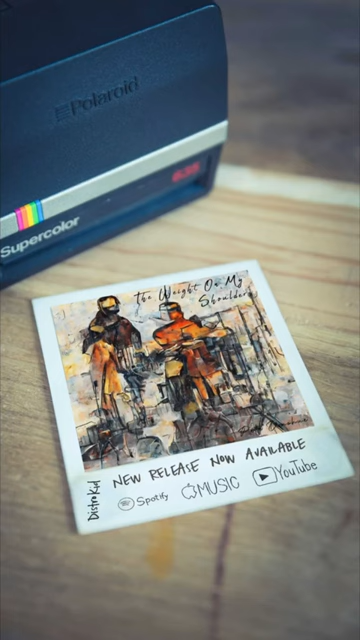 Polaroid
635
Supercolor
The Weight On My
Shoulders
NEW RELEASE NOW AVAILABLE
DistroKid
Spotify MUSIC YouTube